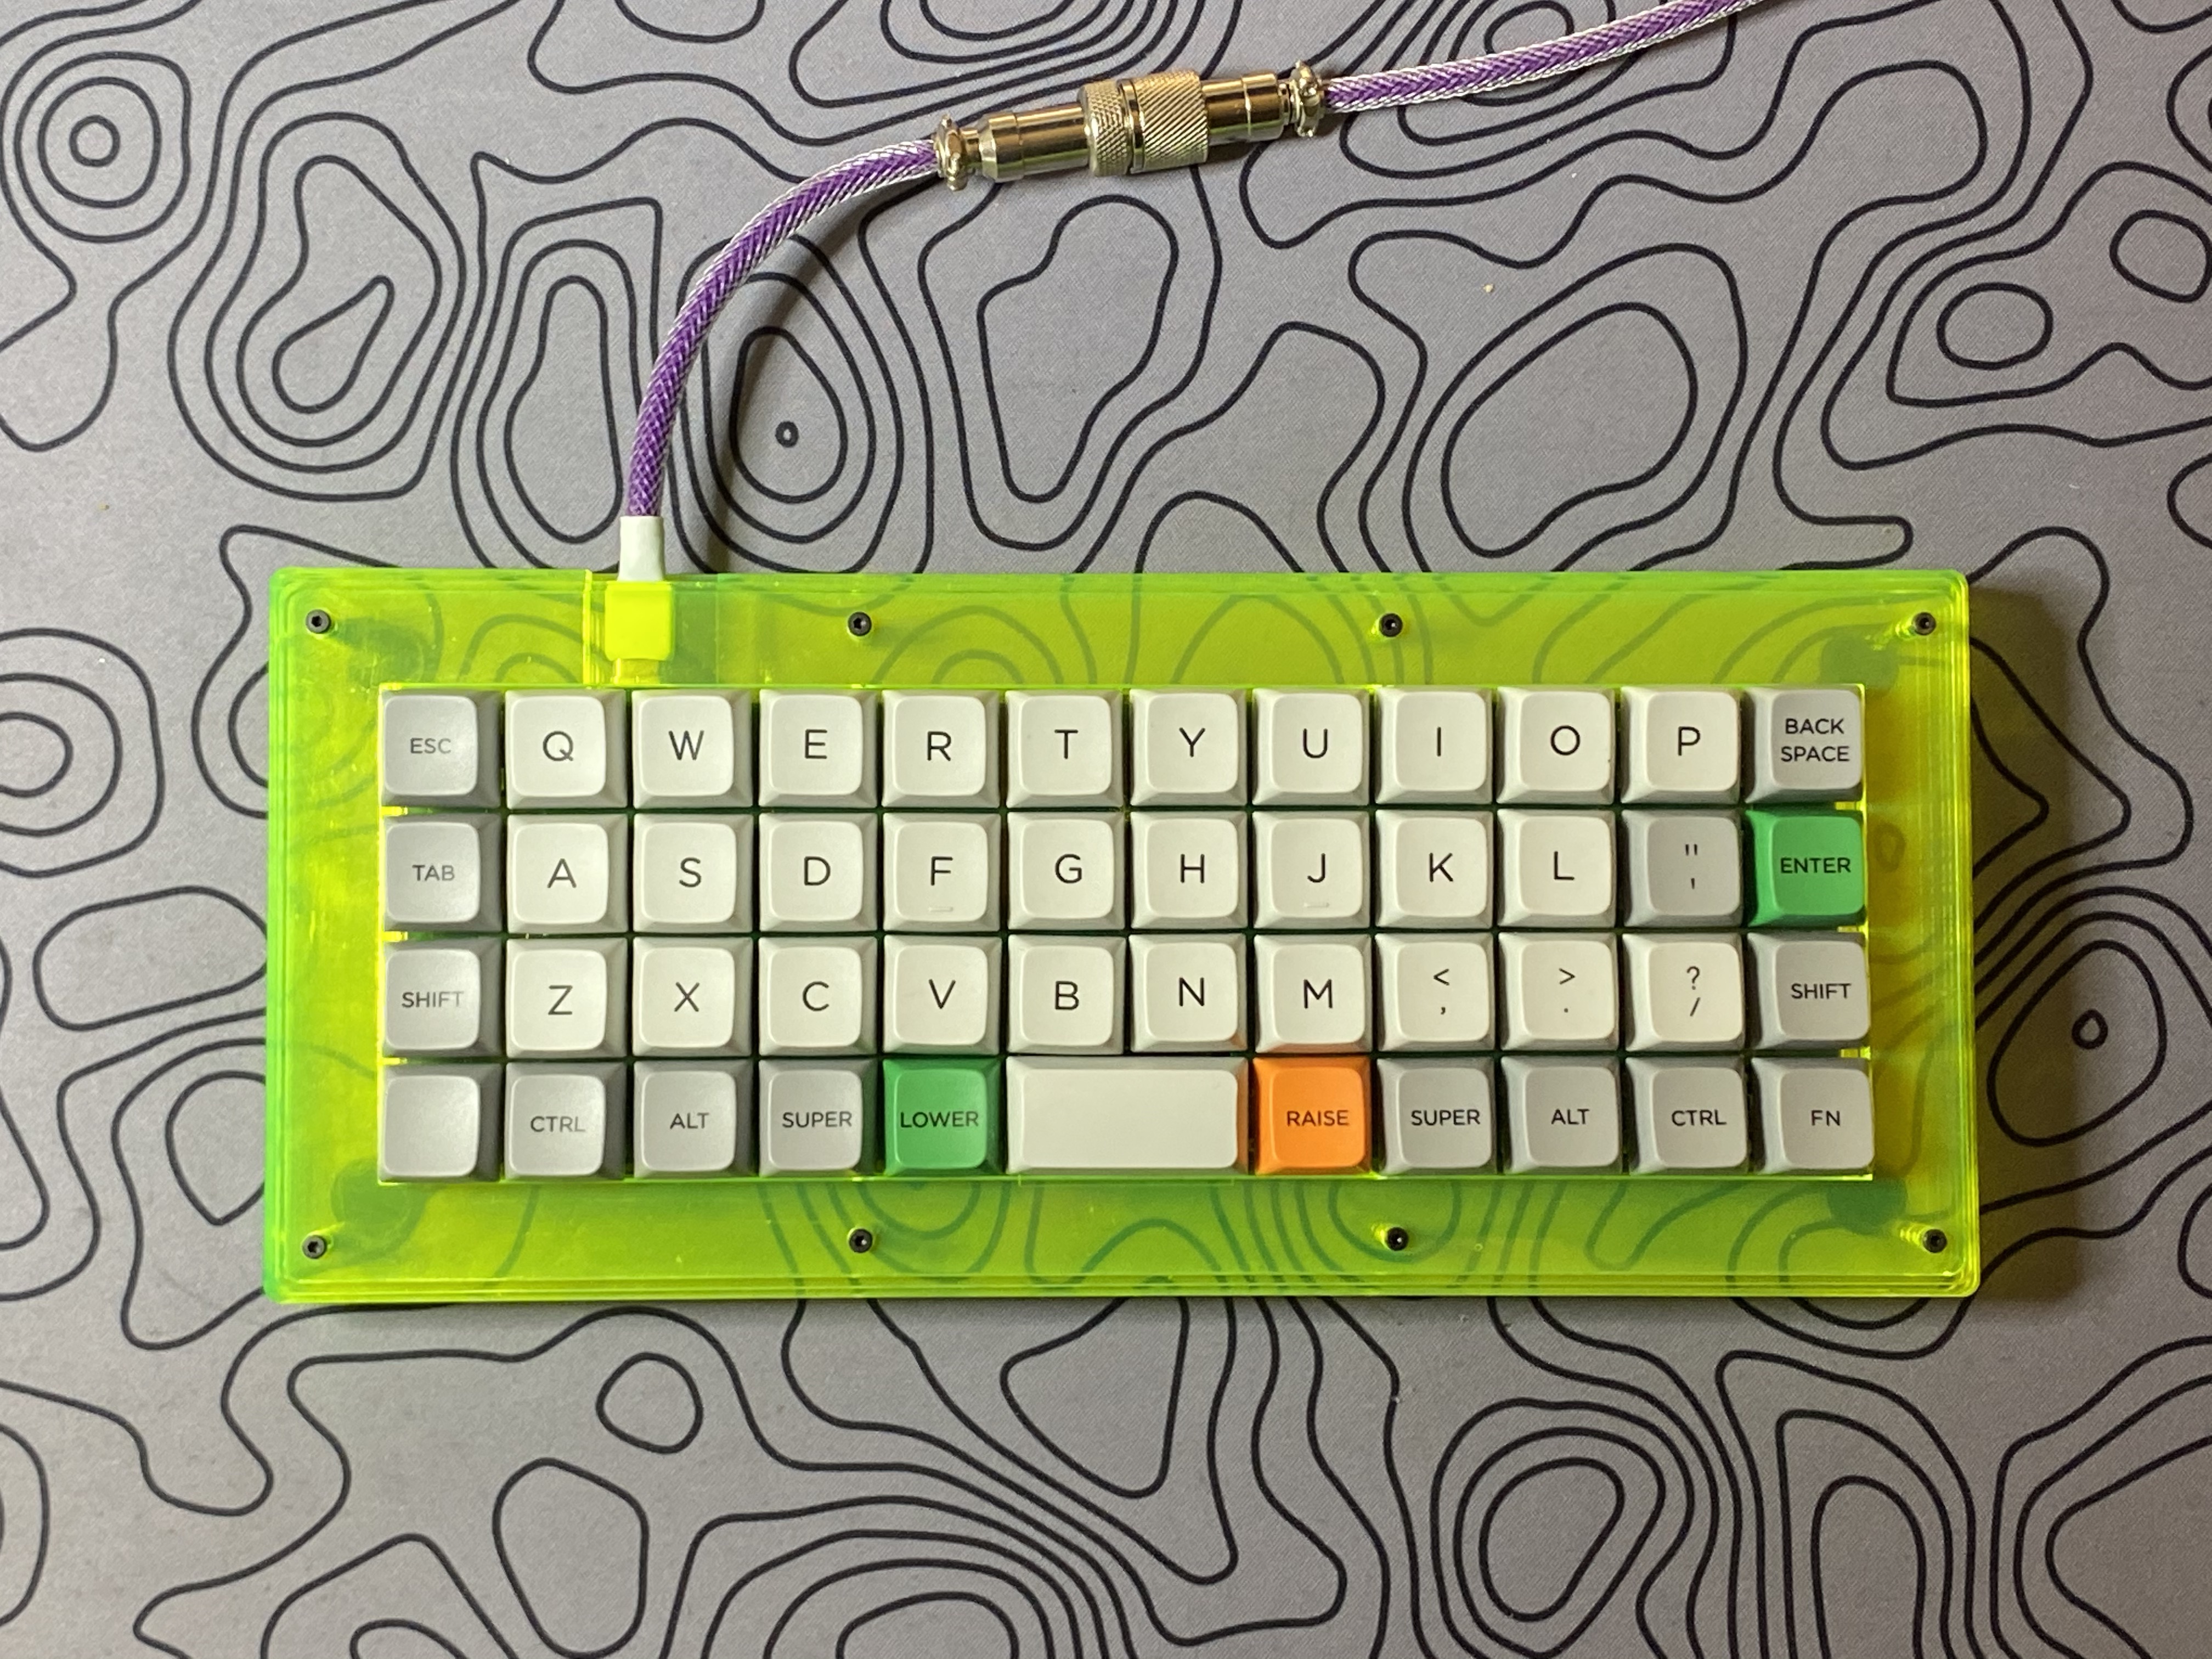 ESC Q W E R T Y U I O P BACK SPACE
TAB A S D F G H J K L " ' ENTER
SHIFT Z X C V B N M < , > . ? / SHIFT
CTRL ALT SUPER LOWER RAISE SUPER ALT CTRL FN